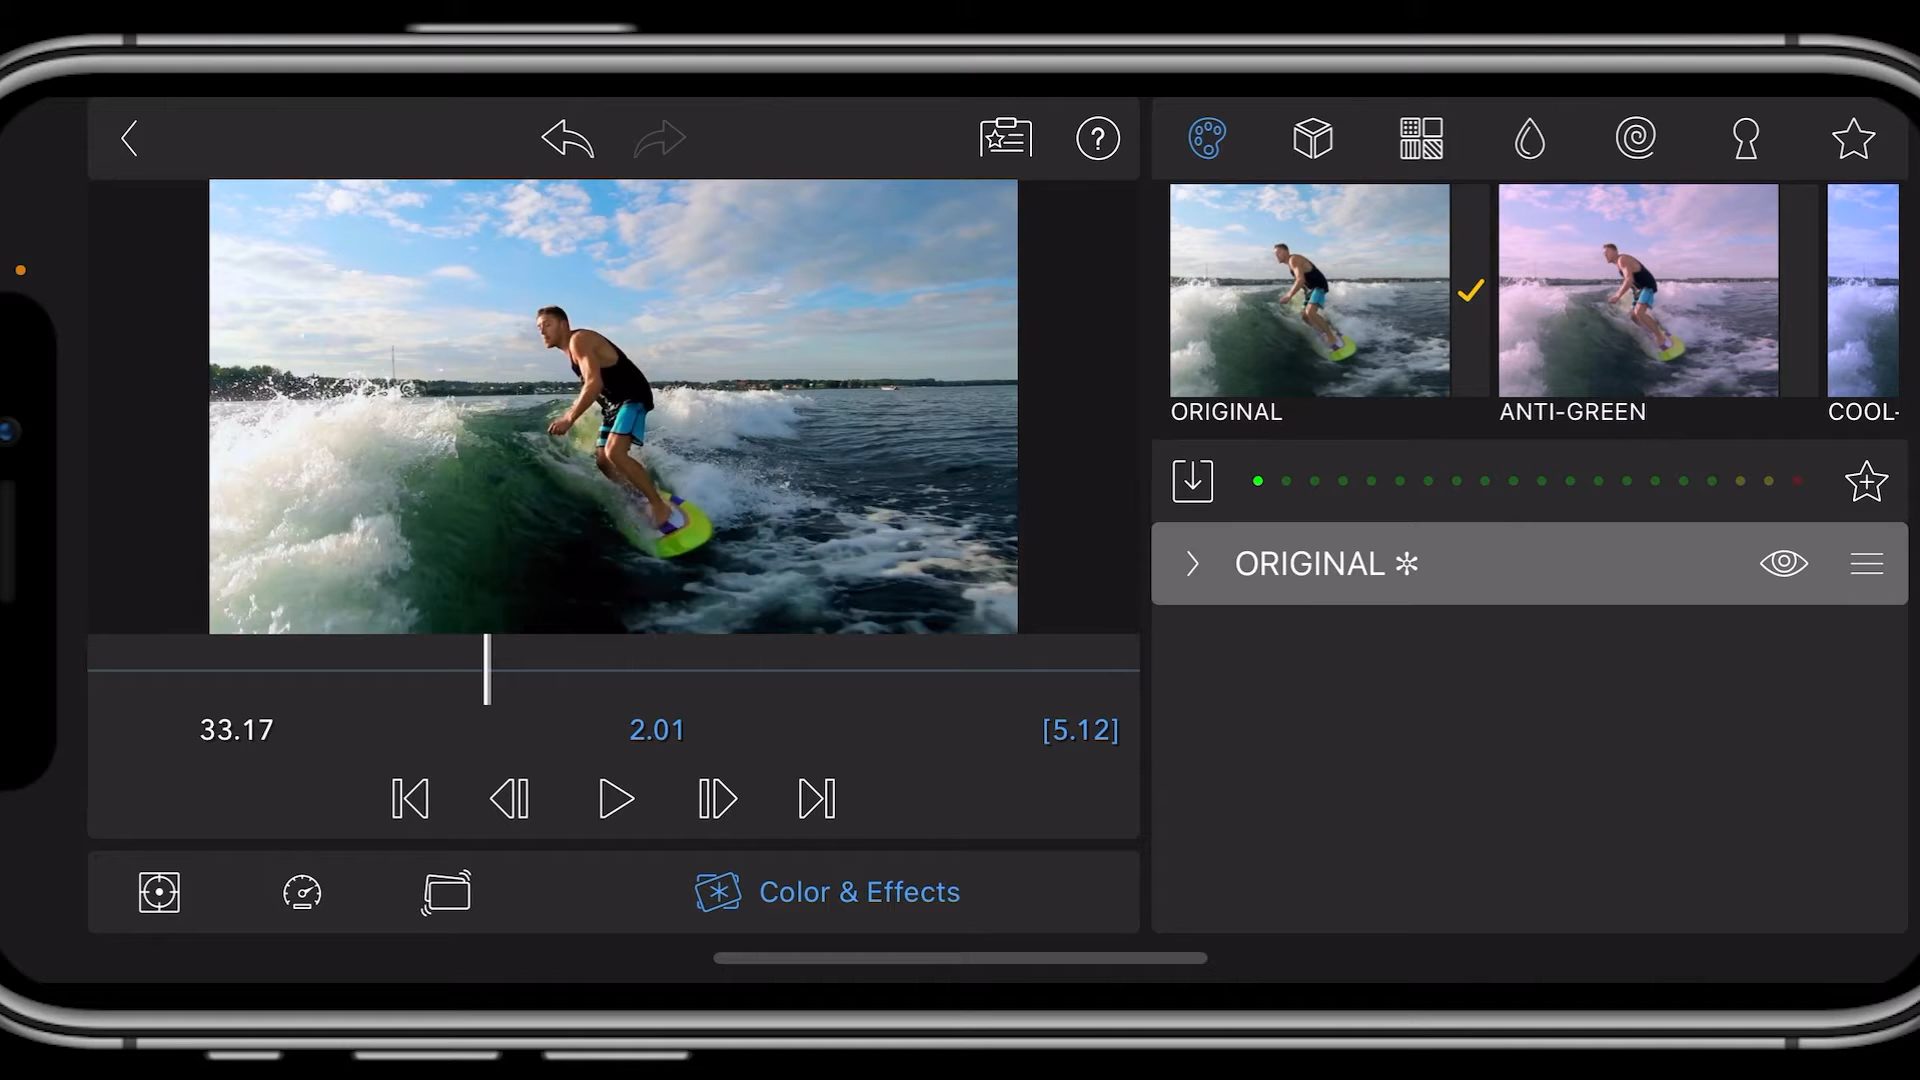 ORIGINAL
ANTI-GREEN
COOL-
ORIGINAL ✻
33.17
2.01
[5.12]
Color & Effects